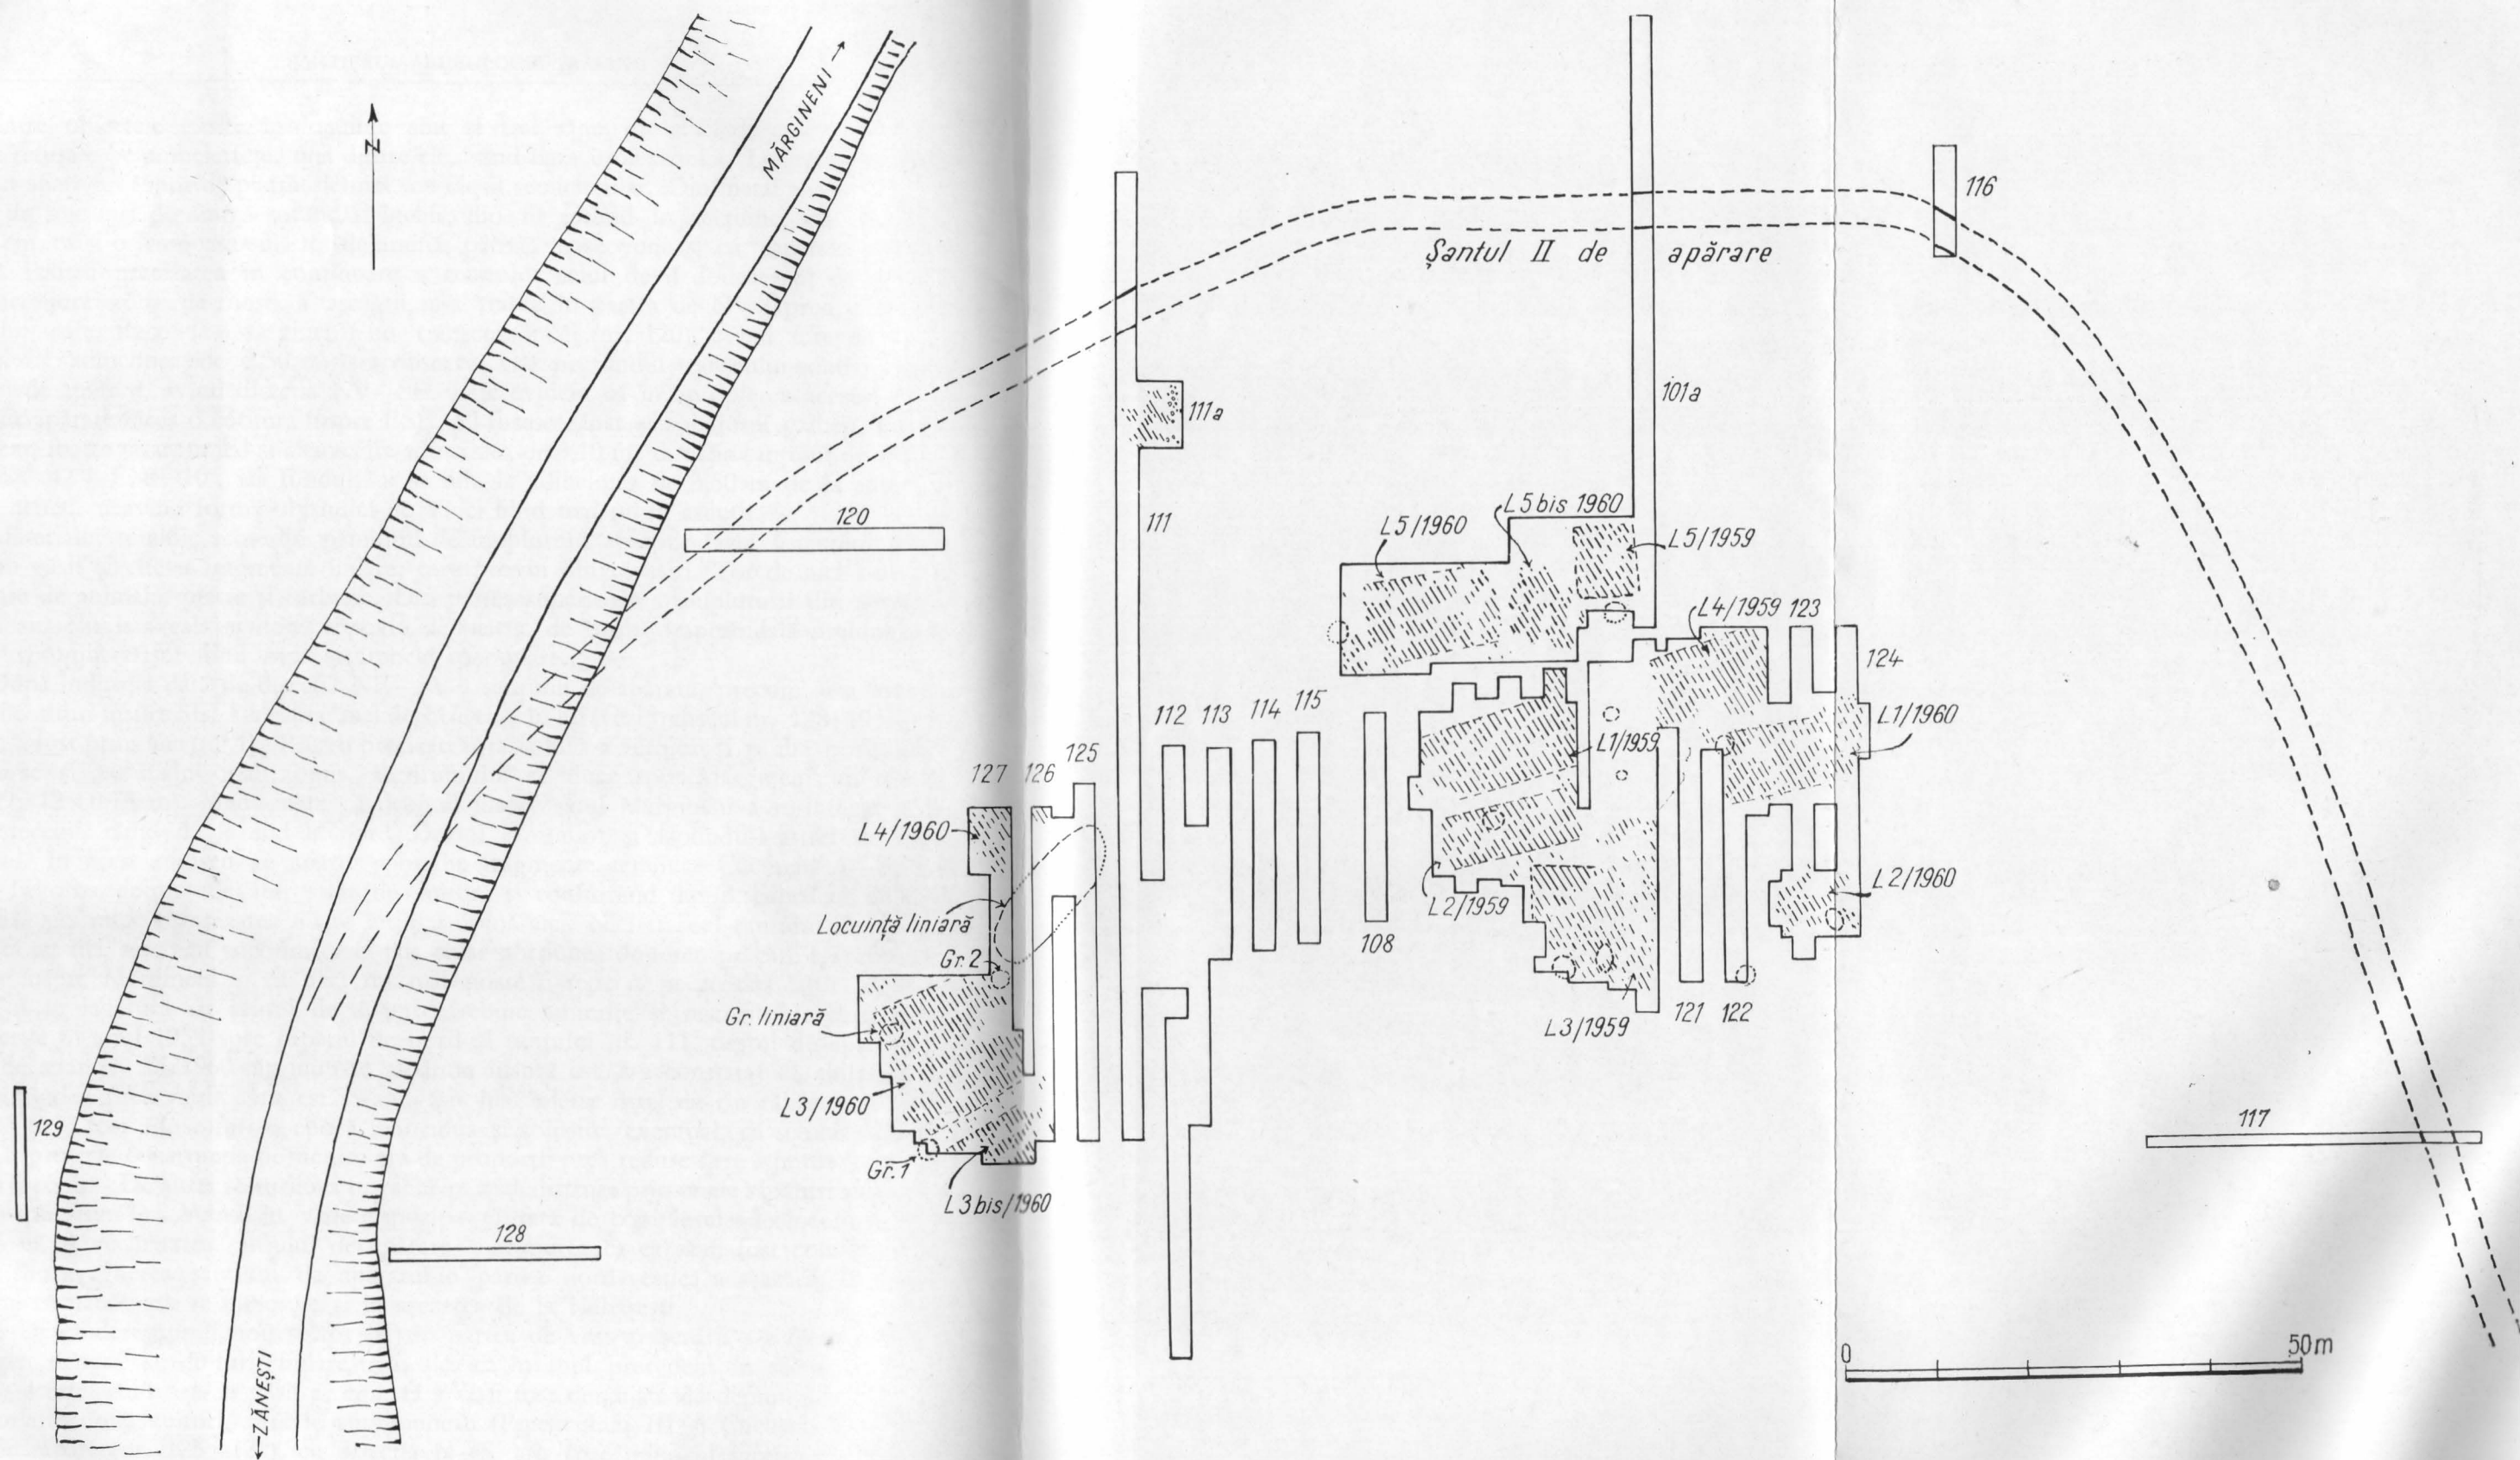 N
MĂRGINENI →
116
Șantul II de apărare
101a
111a
120
111
L5/1960
L5 bis 1960
L5/1959
L4/1959
123
124
112
113
114
115
L1/1960
L1/1959
125
127
126
L4/1960
L2/1960
Locuință liniară
L2/1959
108
Gr. 2
Gr. liniară
121
122
L3/1959
L3/1960
129
117
Gr. 1
L3 bis/1960
128
0
50m
← ZĂNEȘTI